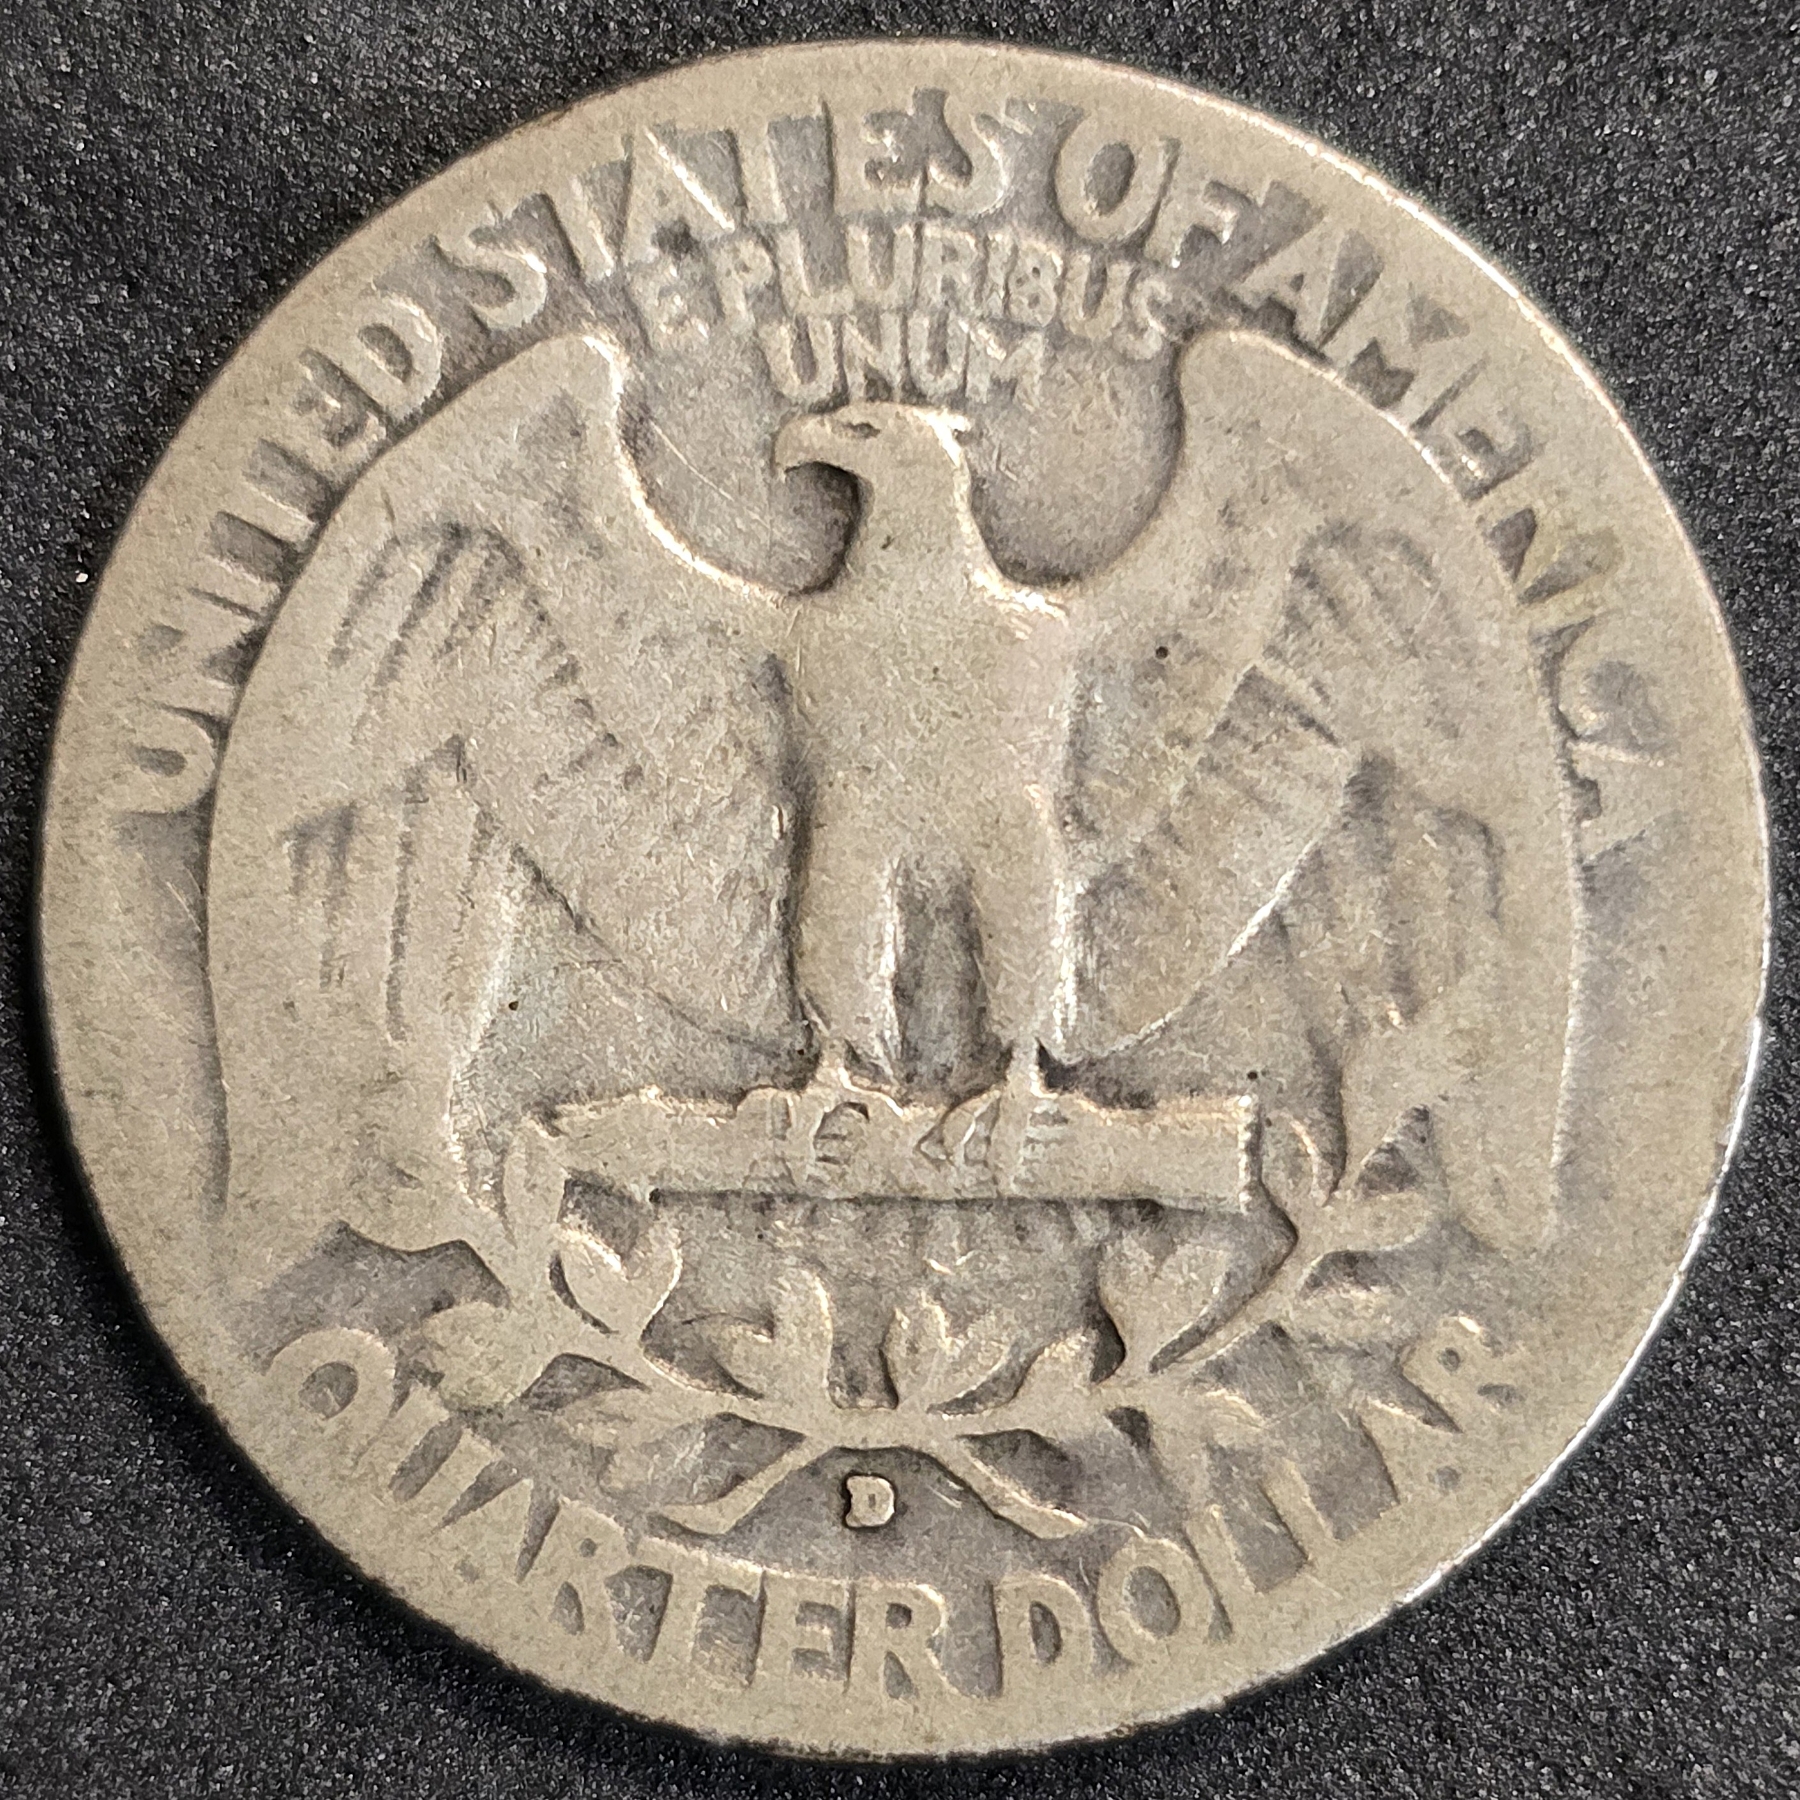 UNITED STATES OF AMERICA
E PLURIBUS
UNUM
D
QUARTER DOLLAR